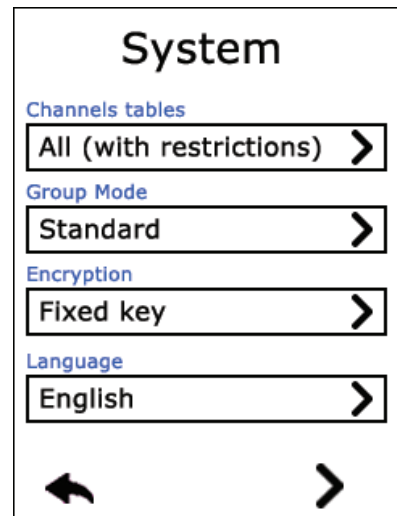 System
Channels tables
All (with restrictions)
Group Mode
Standard
Encryption
Fixed key
Language
English